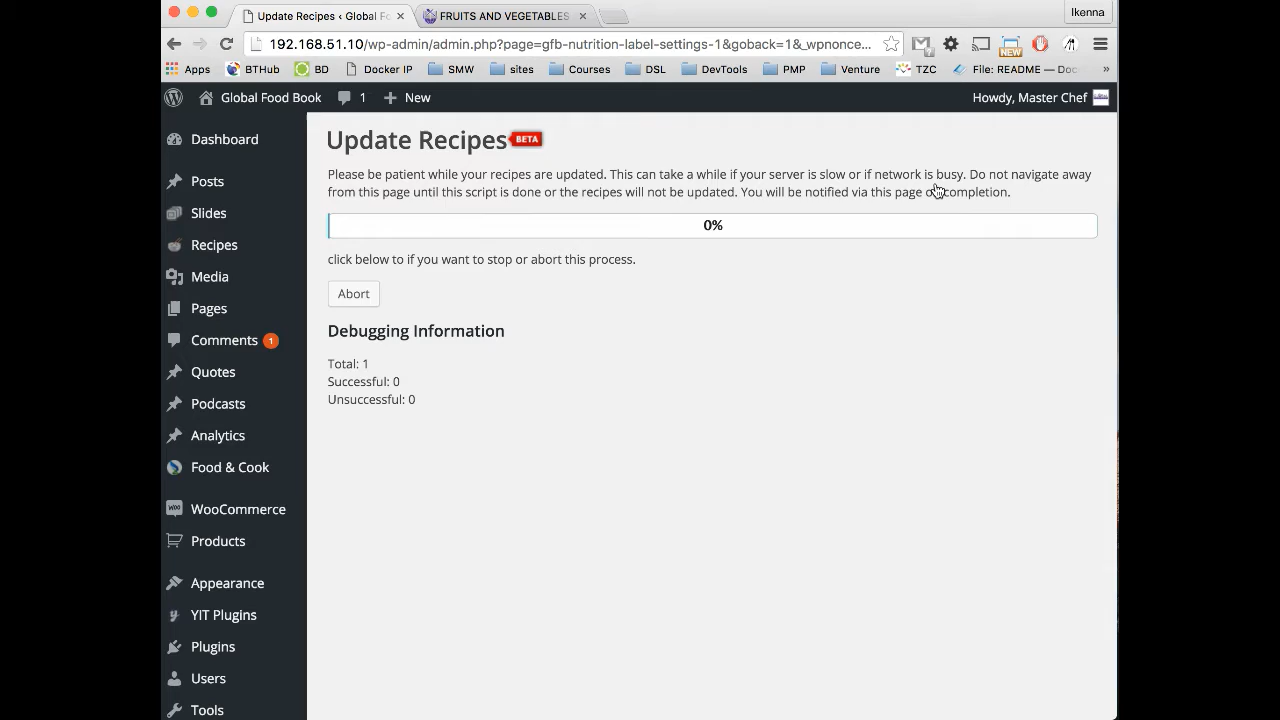 Update Recipes ‹ Global Fo
FRUITS AND VEGETABLES
Ikenna
192.168.51.10/wp-admin/admin.php?page=gfb-nutrition-label-settings-1&goback=1&_wpnonce...
NEW
Apps
BTHub
BD
Docker IP
SMW
sites
Courses
DSL
DevTools
PMP
Venture
TZC
File: README — Doc
»
Global Food Book
1
New
Howdy, Master Chef
Dashboard
Posts
Slides
Recipes
Media
Pages
Comments 1
Quotes
Podcasts
Analytics
Food & Cook
WooCommerce
Products
Appearance
YIT Plugins
Plugins
Users
Tools
Update Recipes BETA
Please be patient while your recipes are updated. This can take a while if your server is slow or if network is busy. Do not navigate away
from this page until this script is done or the recipes will not be updated. You will be notified via this page completion.
0%
click below to if you want to stop or abort this process.
Abort
Debugging Information
Total: 1
Successful: 0
Unsuccessful: 0